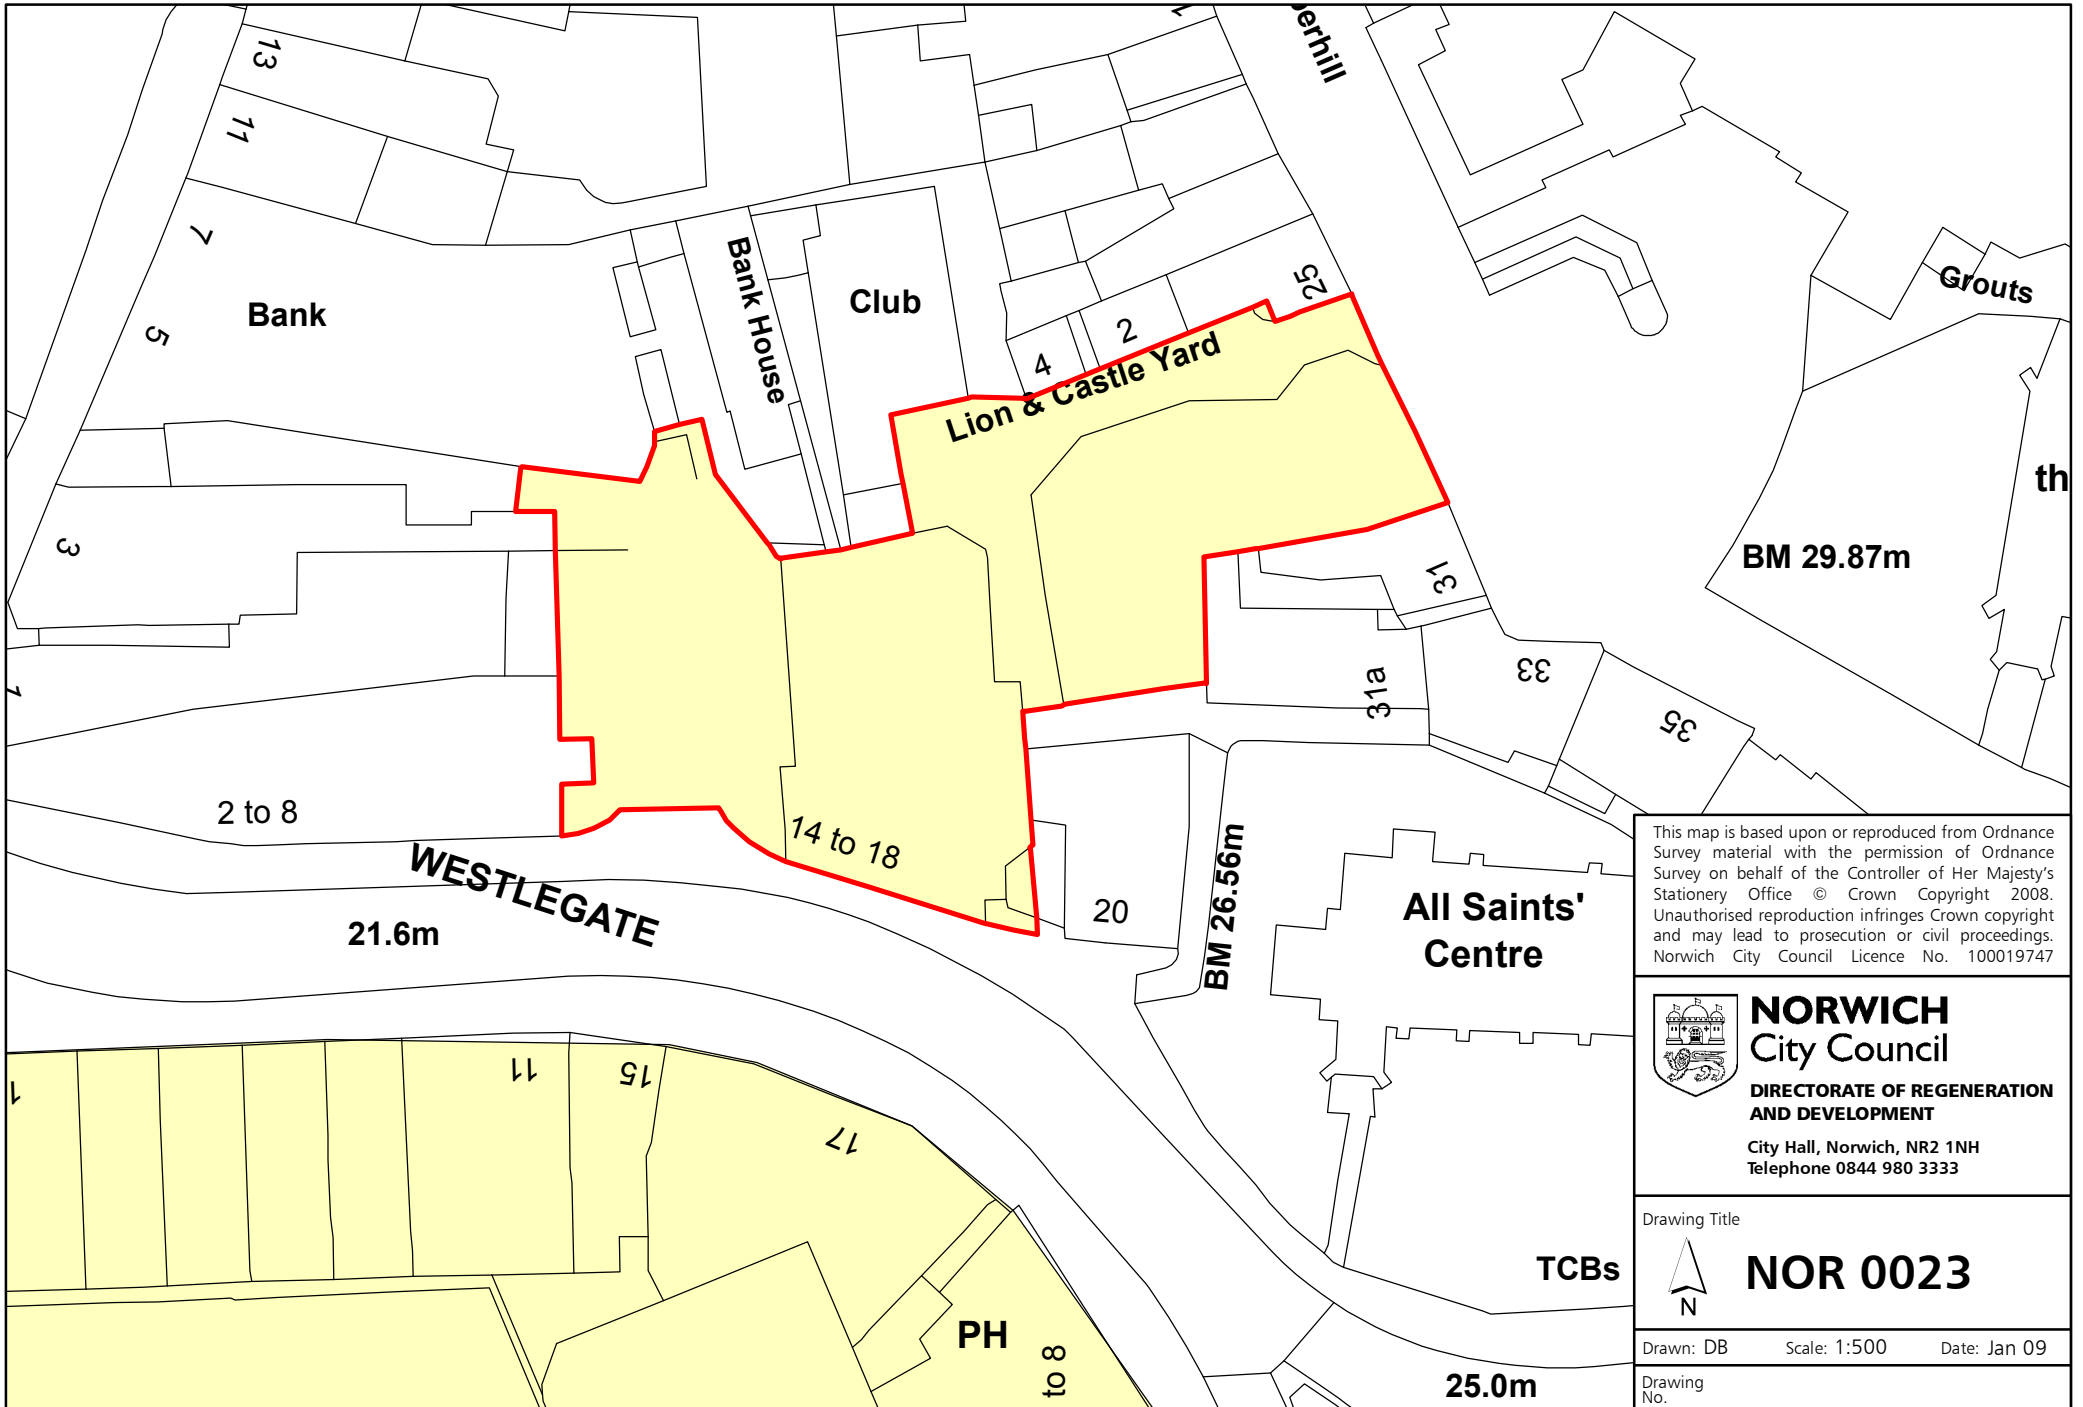 13
11
7
5
3
Bank
Bank House
Club
25
2
4
Lion & Castle Yard
Grouts
th
BM 29.87m
31
31a
33
35
2 to 8
14 to 18
20
WESTLEGATE
21.6m
BM 26.56m
All Saints'
Centre
1
11
15
17
PH
to 8
TCBs
25.0m
This map is based upon or reproduced from Ordnance
Survey material with the permission of Ordnance
Survey on behalf of the Controller of Her Majesty's
Stationery Office © Crown Copyright 2008.
Unauthorised reproduction infringes Crown copyright
and may lead to prosecution or civil proceedings.
Norwich City Council Licence No. 100019747
NORWICH
City Council
DIRECTORATE OF REGENERATION
AND DEVELOPMENT
City Hall, Norwich, NR2 1NH
Telephone 0844 980 3333
Drawing Title
N
NOR 0023
Drawn: DB Scale: 1:500 Date: Jan 09
Drawing
No.